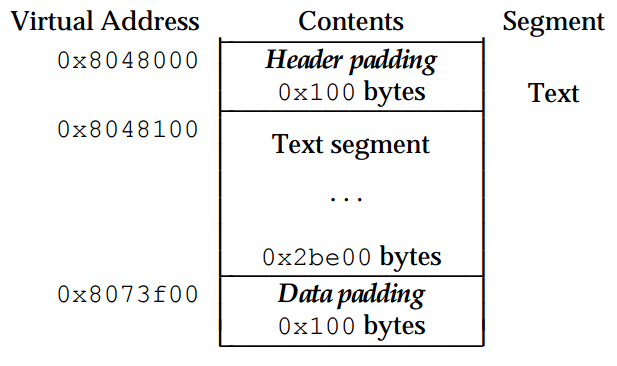 Virtual Address Contents Segment
0x8048000 Header padding
0x100 bytes Text
0x8048100
Text segment
...
0x2be00 bytes
0x8073f00 Data padding
0x100 bytes